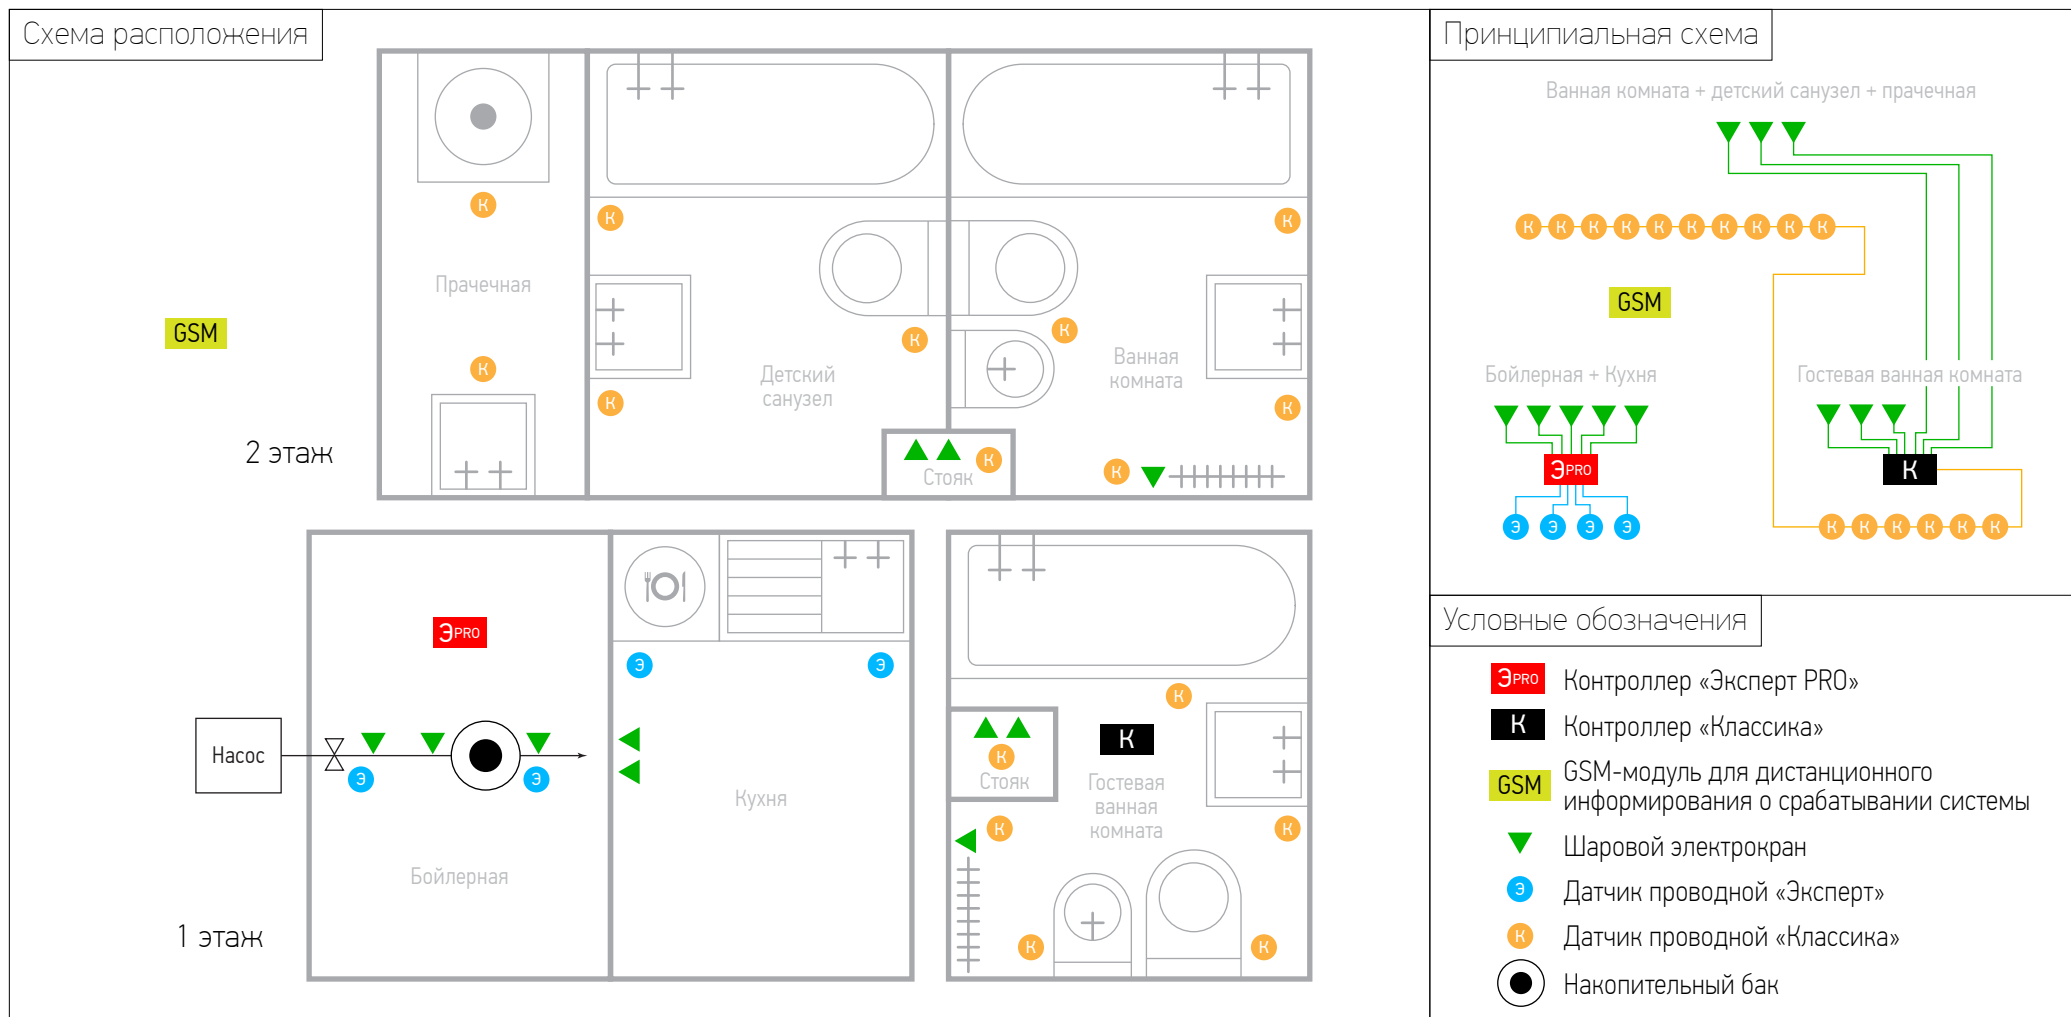 Схема расположения
К
К
К
К
Прачечная
GSM
К
К
К
Детский
санузел
Ванная
комната
К
К
2 этаж
К
К
Стояк
ЭPRO
Э
Э
К
Насос
Э
Э
К
К
Стояк
Гостевая
ванная
комната
Кухня
К
К
Бойлерная
1 этаж
К
К
Принципиальная схема
Ванная комната + детский санузел + прачечная
К К К К К К К К К К
GSM
Бойлерная + Кухня
Гостевая ванная комната
ЭPRO
К
Э Э Э Э
К К К К К К
Условные обозначения
ЭPRO Контроллер «Эксперт PRO»
К Контроллер «Классика»
GSM GSM-модуль для дистанционного
информирования о срабатывании системы
Шаровой электрокран
Э Датчик проводной «Эксперт»
К Датчик проводной «Классика»
Накопительный бак